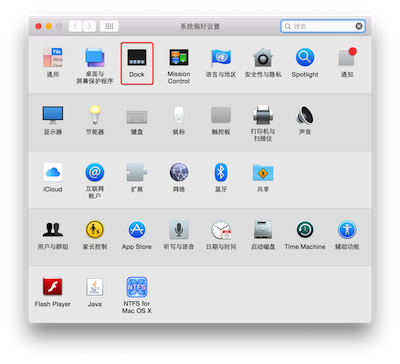 系统偏好设置
搜索
通用
桌面与
屏幕保护程序
Dock
Mission
Control
语言与地区
安全性与隐私
Spotlight
通知
显示器
节能器
键盘
鼠标
触控板
打印机与
扫描仪
声音
iCloud
互联网
帐户
扩展
网络
蓝牙
共享
用户与群组
家长控制
App Store
听写与语音
日期与时间
启动磁盘
Time Machine
辅助功能
Flash Player
Java
NTFS for
Mac OS X